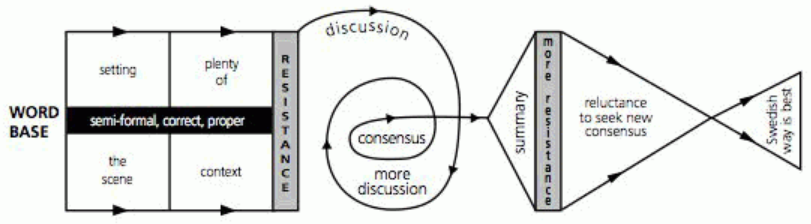 WORD
BASE
setting
plenty
of
semi-formal, correct, proper
the
scene
context
RESISTANCE
discussion
consensus
more
discussion
summary
more resistance
reluctance
to seek new
consensus
Swedish
way is best